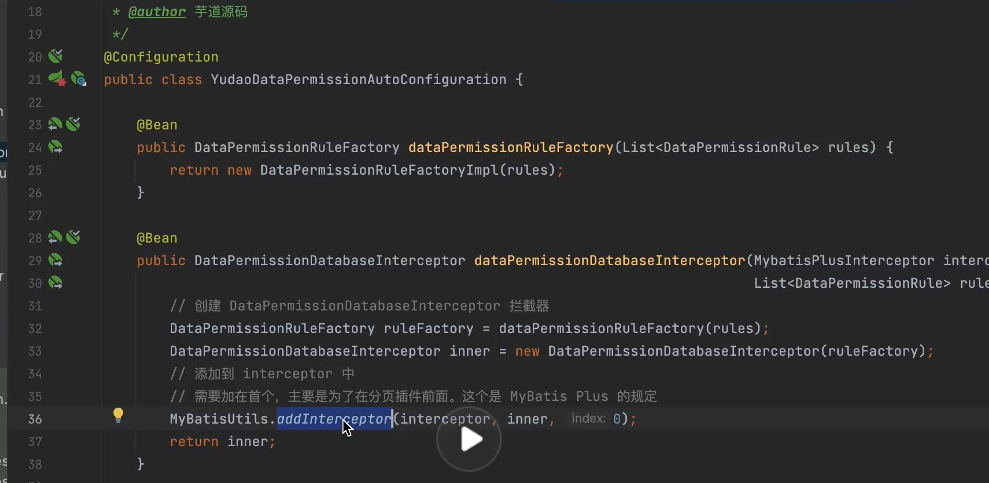 18 * @author 芋道源码
19 */
20 @Configuration
21 public class YudaoDataPermissionAutoConfiguration {
22
23 @Bean
24 public DataPermissionRuleFactory dataPermissionRuleFactory(List<DataPermissionRule> rules) {
25 return new DataPermissionRuleFactoryImpl(rules);
26 }
27
28 @Bean
29 public DataPermissionDatabaseInterceptor dataPermissionDatabaseInterceptor(MybatisPlusInterceptor interc
30 List<DataPermissionRule> rule
31 // 创建 DataPermissionDatabaseInterceptor 拦截器
32 DataPermissionRuleFactory ruleFactory = dataPermissionRuleFactory(rules);
33 DataPermissionDatabaseInterceptor inner = new DataPermissionDatabaseInterceptor(ruleFactory);
34 // 添加到 interceptor 中
35 // 需要加在首个，主要是为了在分页插件前面。这个是 MyBatis Plus 的规定
36 MyBatisUtils.addInterceptor(interceptor, inner, index: 0);
37 return inner;
38 }